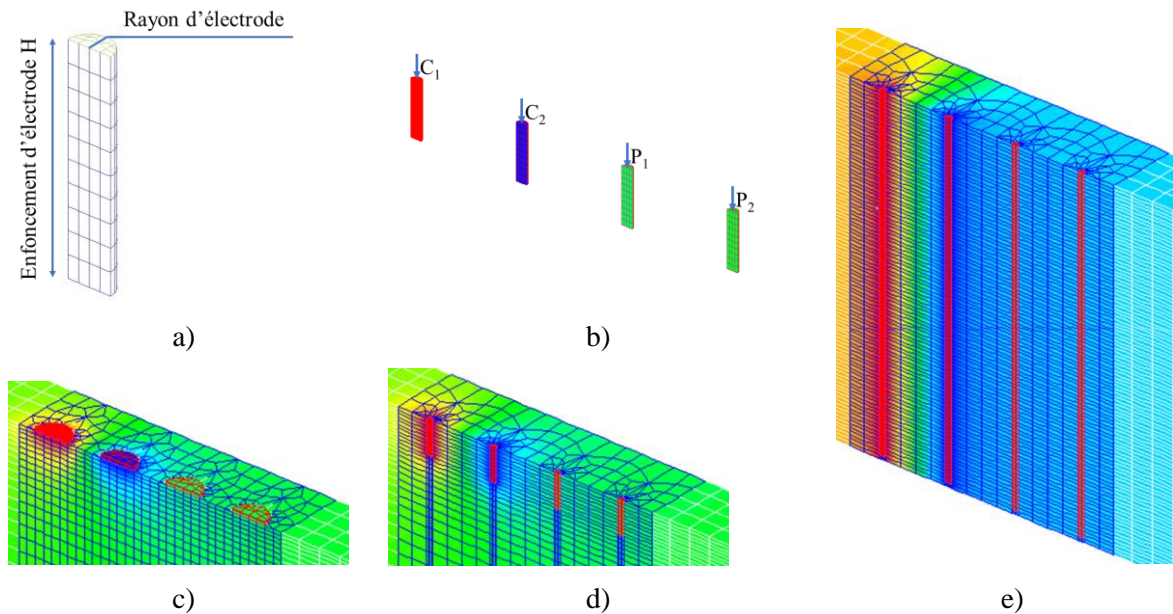 Rayon d’électrode
Enfoncement d’électrode H
C₁
C₂
P₁
P₂
a)
b)
c)
d)
e)